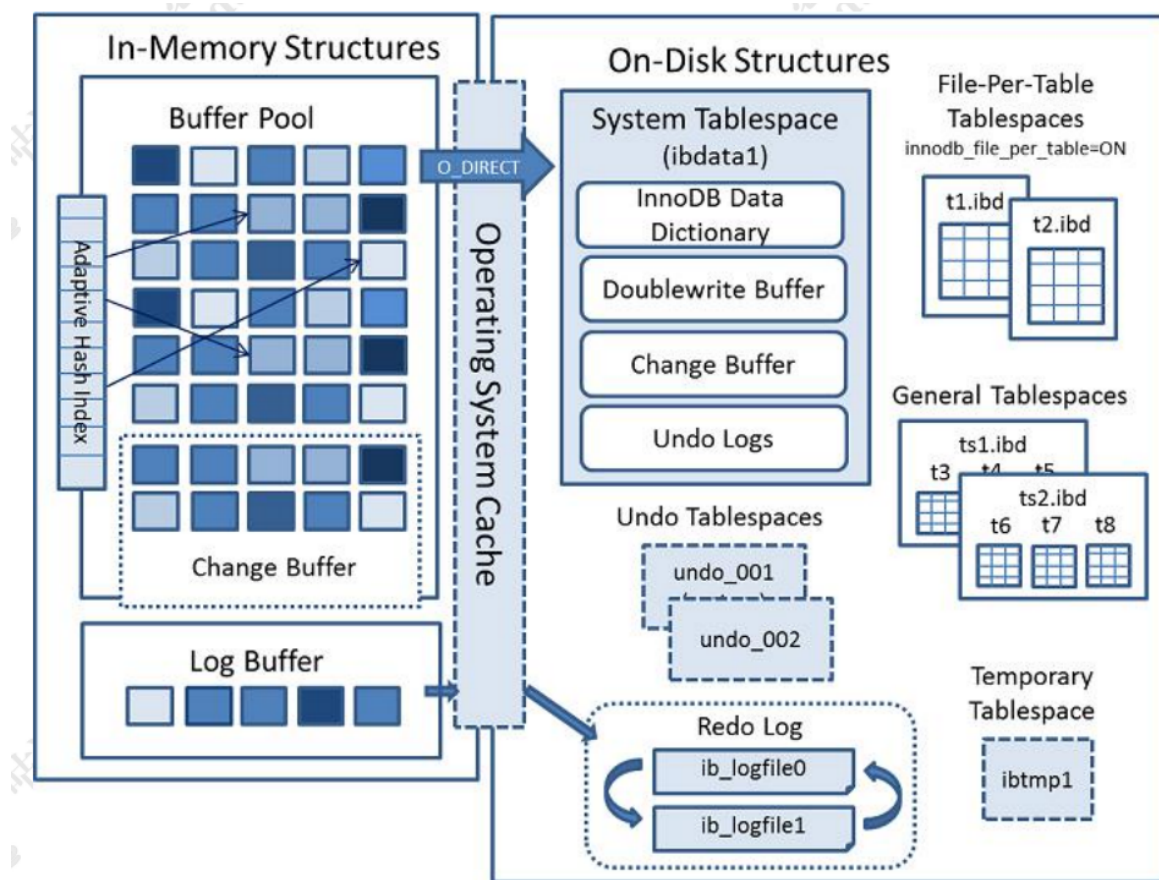 In-Memory Structures
Buffer Pool
Adaptive Hash Index
Change Buffer
Log Buffer
O_DIRECT
Operating System Cache
On-Disk Structures
System Tablespace
(ibdata1)
InnoDB Data
Dictionary
Doublewrite Buffer
Change Buffer
Undo Logs
File-Per-Table
Tablespaces
innodb_file_per_table=ON
t1.ibd
t2.ibd
General Tablespaces
ts1.ibd
t3 t4 t5
ts2.ibd
t6 t7 t8
Undo Tablespaces
undo_001
undo_002
Redo Log
ib_logfile0
ib_logfile1
Temporary
Tablespace
ibtmp1